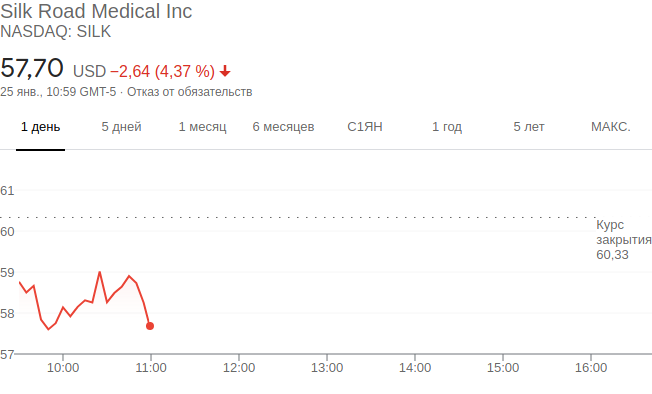 Silk Road Medical Inc
NASDAQ: SILK
57,70 USD −2,64 (4,37 %)
25 янв., 10:59 GMT-5 · Отказ от обязательств
1 день 5 дней 1 месяц 6 месяцев С1ЯН 1 год 5 лет МАКС.
61
60
59
58
57
Курс
закрытия
60,33
10:00 11:00 12:00 13:00 14:00 15:00 16:00